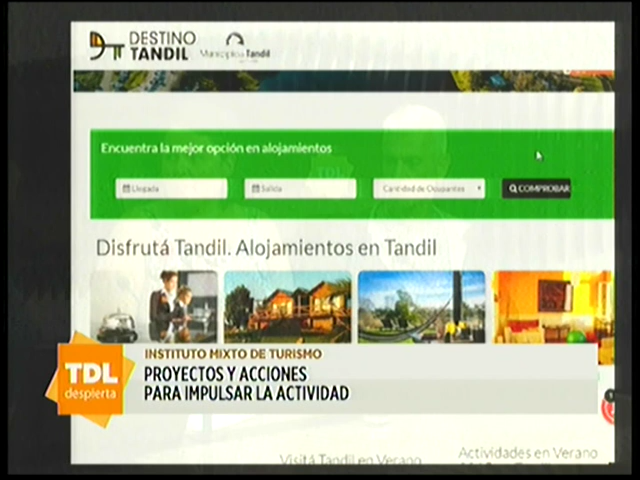 DESTINO
TANDIL
Municipio Tandil
Encuentra la mejor opción en alojamientos
Llegada
Salida
Cantidad de Ocupantes
COMPROBAR
Disfrutá Tandil. Alojamientos en Tandil
INSTITUTO MIXTO DE TURISMO
TDL
despierta
PROYECTOS Y ACCIONES
PARA IMPULSAR LA ACTIVIDAD
Visitá Tandil en Verano
Actividades en Verano